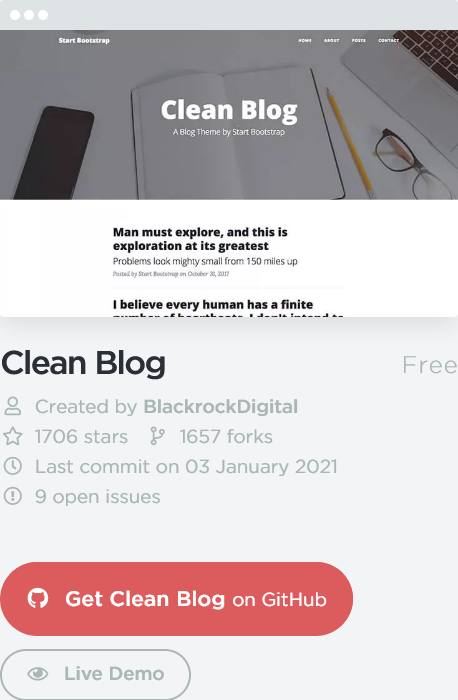 Start Bootstrap
HOME ABOUT POSTS CONTACT
Clean Blog
A Blog Theme by Start Bootstrap
Man must explore, and this is
exploration at its greatest
Problems look mighty small from 150 miles up
Posted by Start Bootstrap on October 31, 2017
I believe every human has a finite
number of heartbeats. I don't intend to
Clean Blog
Free
Created by BlackrockDigital
1706 stars 1657 forks
Last commit on 03 January 2021
9 open issues
Get Clean Blog on GitHub
Live Demo